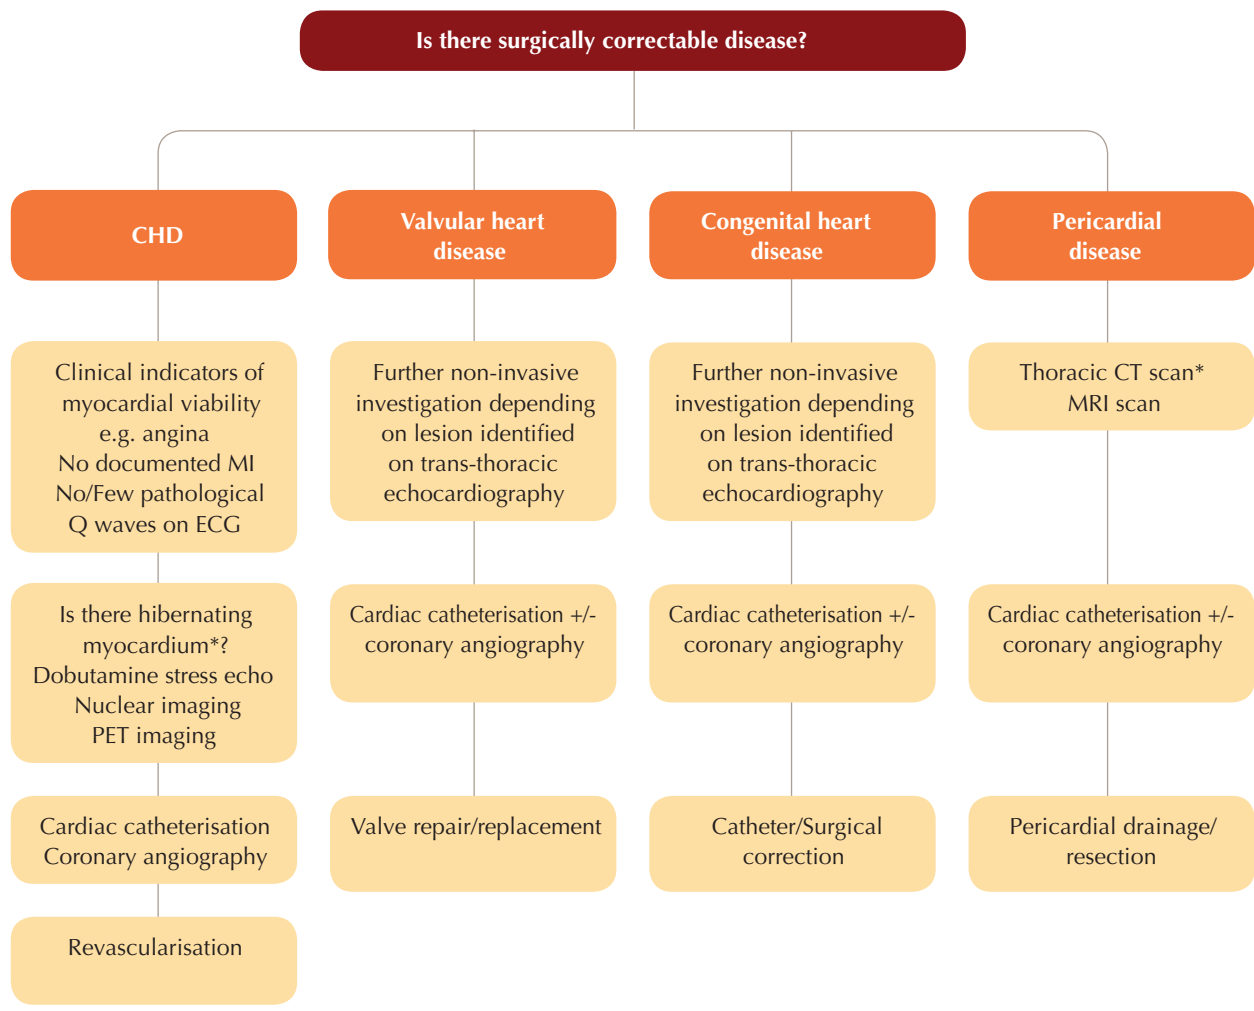 Is there surgically correctable disease?
CHD
Valvular heart
disease
Congenital heart
disease
Pericardial
disease
Clinical indicators of
myocardial viability
e.g. angina
No documented MI
No/Few pathological
Q waves on ECG
Further non-invasive
investigation depending
on lesion identified
on trans-thoracic
echocardiography
Further non-invasive
investigation depending
on lesion identified
on trans-thoracic
echocardiography
Thoracic CT scan*
MRI scan
Is there hibernating
myocardium*?
Dobutamine stress echo
Nuclear imaging
PET imaging
Cardiac catheterisation +/-
coronary angiography
Cardiac catheterisation +/-
coronary angiography
Cardiac catheterisation +/-
coronary angiography
Cardiac catheterisation
Coronary angiography
Valve repair/replacement
Catheter/Surgical
correction
Pericardial drainage/
resection
Revascularisation